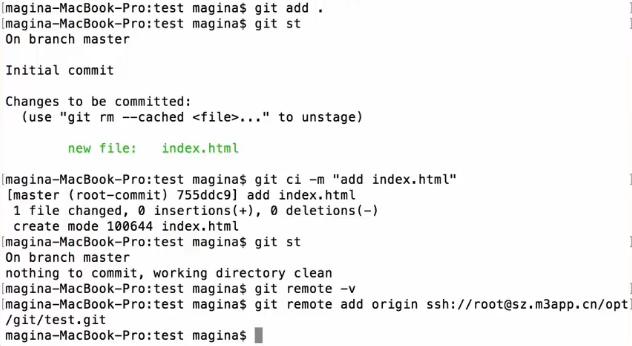 [magina-MacBook-Pro:test magina$ git add .]
[magina-MacBook-Pro:test magina$ git st]
On branch master
Initial commit
Changes to be committed:
(use "git rm --cached <file>..." to unstage)
new file: index.html
[magina-MacBook-Pro:test magina$ git ci -m "add index.html"]
[master (root-commit) 755ddc9] add index.html
1 file changed, 0 insertions(+), 0 deletions(-)
create mode 100644 index.html
[magina-MacBook-Pro:test magina$ git st]
On branch master
nothing to commit, working directory clean
[magina-MacBook-Pro:test magina$ git remote -v]
[magina-MacBook-Pro:test magina$ git remote add origin ssh://root@sz.m3app.cn/opt]
/git/test.git
magina-MacBook-Pro:test magina$